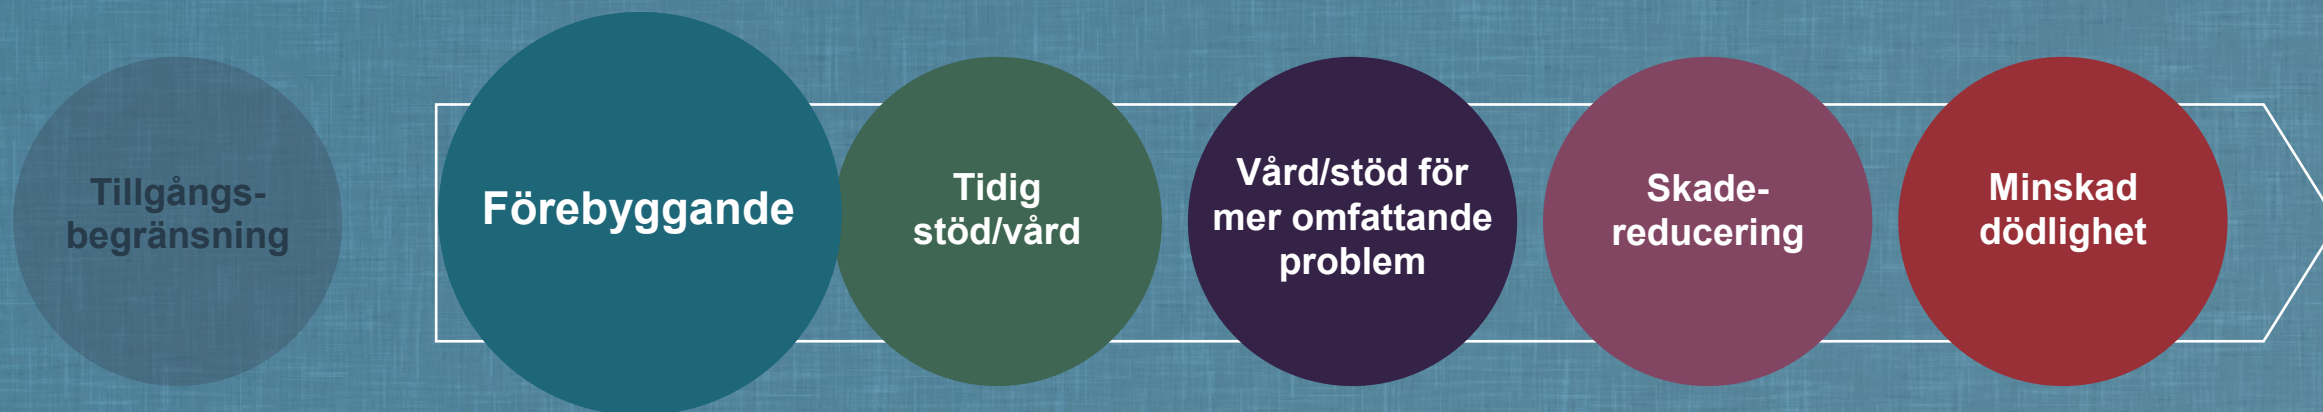 Tillgångs-
begränsning
Förebyggande
Tidig
stöd/vård
Vård/stöd för
mer omfattande
problem
Skade-
reducering
Minskad
dödlighet